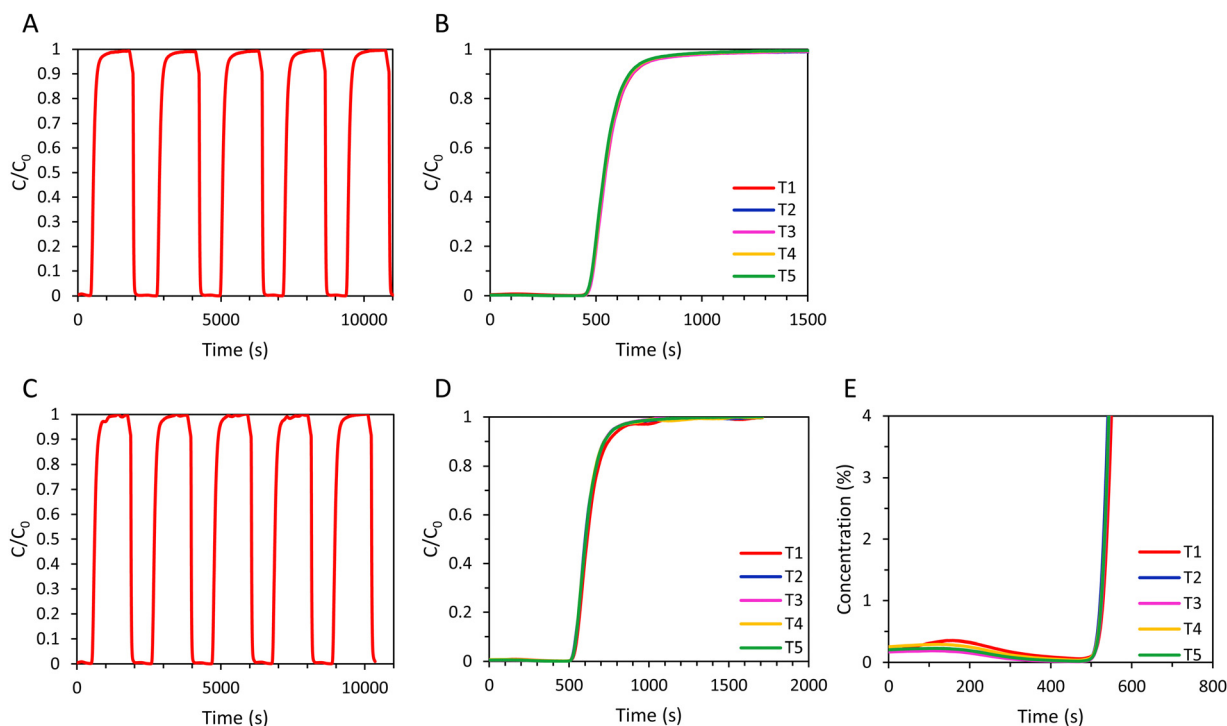 A
1
0.9
0.8
0.7
0.6
0.5
0.4
0.3
0.2
0.1
0
0 5000 10000
Time (s)
C/C0
B
1
0.8
0.6
0.4
0.2
0
0 500 1000 1500
Time (s)
C/C0
T1
T2
T3
T4
T5
C
1
0.9
0.8
0.7
0.6
0.5
0.4
0.3
0.2
0.1
0
0 5000 10000
Time (s)
C/C0
D
1
0.8
0.6
0.4
0.2
0
0 500 1000 1500 2000
Time (s)
C/C0
T1
T2
T3
T4
T5
E
4
3
2
1
0
0 200 400 600 800
Time (s)
Concentration (%)
T1
T2
T3
T4
T5